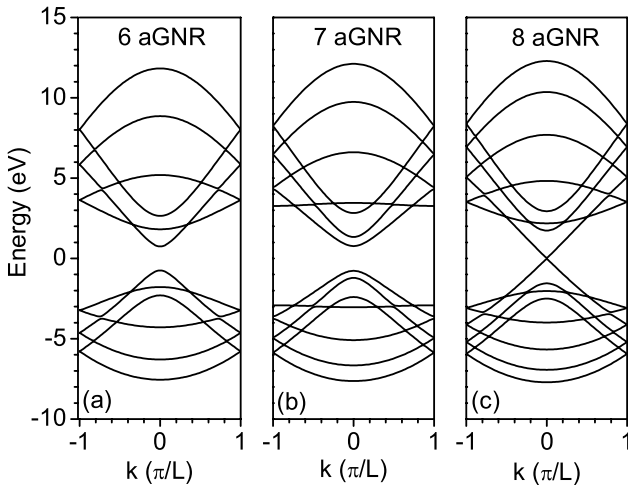 6 aGNR 7 aGNR 8 aGNR
15
10
5
0
-5
-10
Energy (eV)
(a) (b) (c)
-1 0 1 -1 0 1 -1 0 1
k (π/L) k (π/L) k (π/L)